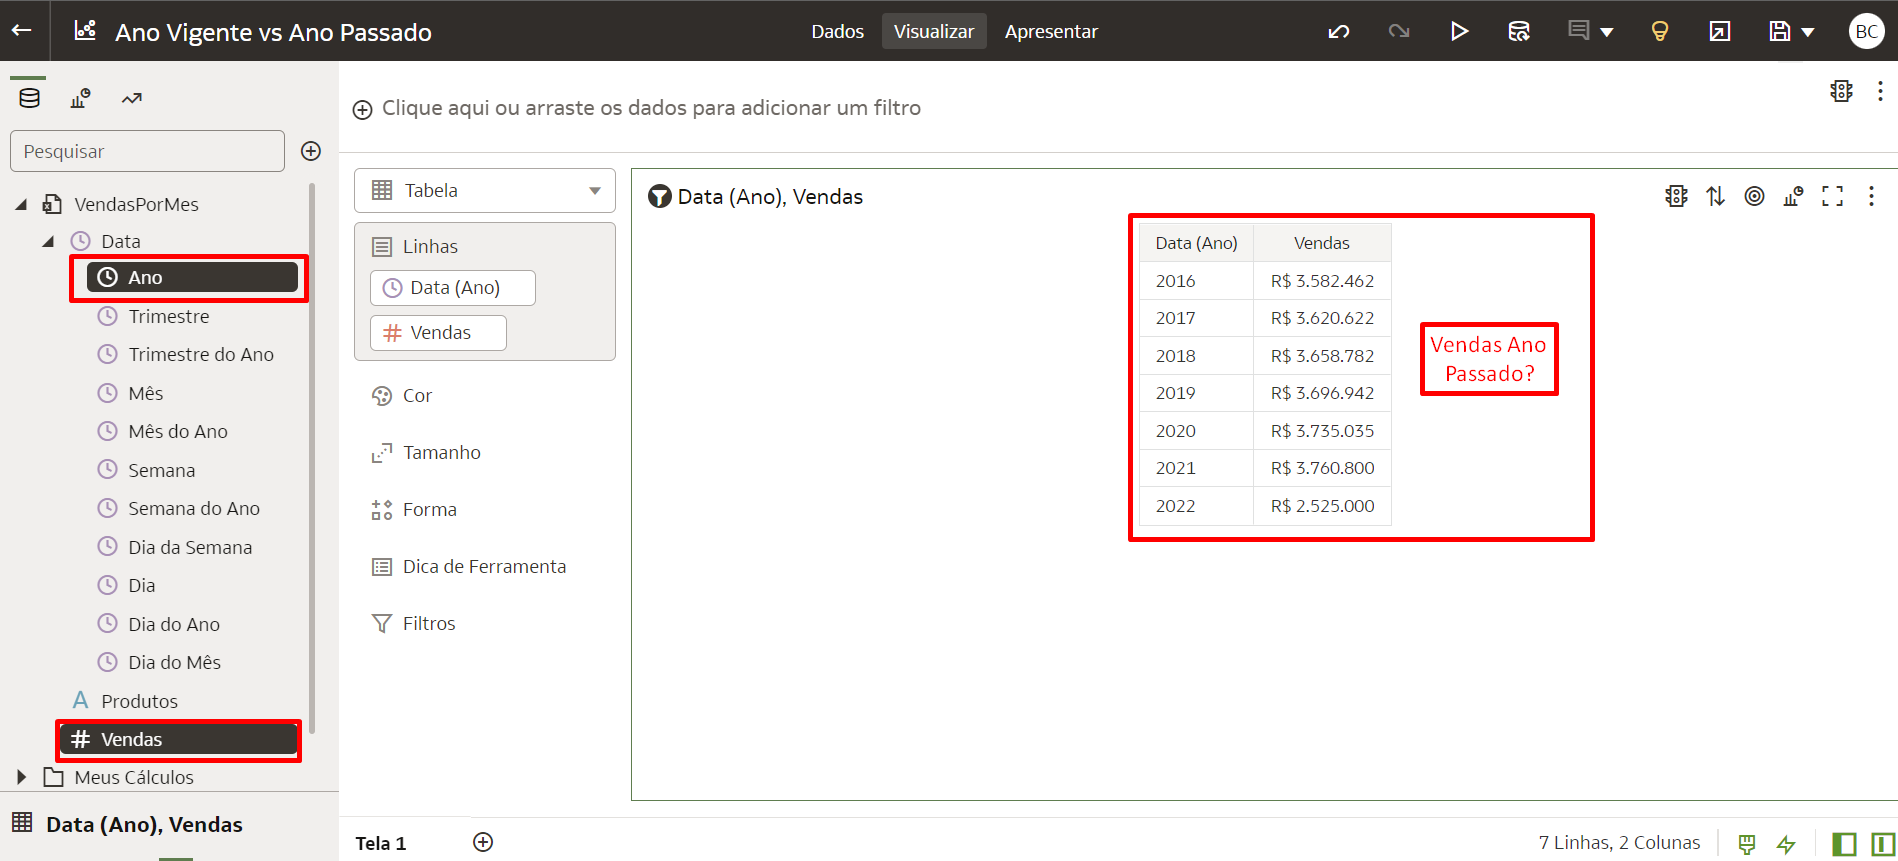 Ano Vigente vs Ano Passado
Dados
Visualizar
Apresentar
BC
Pesquisar
Clique aqui ou arraste os dados para adicionar um filtro
VendasPorMes
Data
Ano
Trimestre
Trimestre do Ano
Mês
Mês do Ano
Semana
Semana do Ano
Dia da Semana
Dia
Dia do Ano
Dia do Mês
A Produtos
# Vendas
Meus Cálculos
Data (Ano), Vendas
Tabela
Linhas
Data (Ano)
# Vendas
Cor
Tamanho
Forma
Dica de Ferramenta
Filtros
Data (Ano), Vendas
Data (Ano) Vendas
2016 R$ 3.582.462
2017 R$ 3.620.622
2018 R$ 3.658.782
2019 R$ 3.696.942
2020 R$ 3.735.035
2021 R$ 3.760.800
2022 R$ 2.525.000
Vendas Ano
Passado?
Tela 1
7 Linhas, 2 Colunas